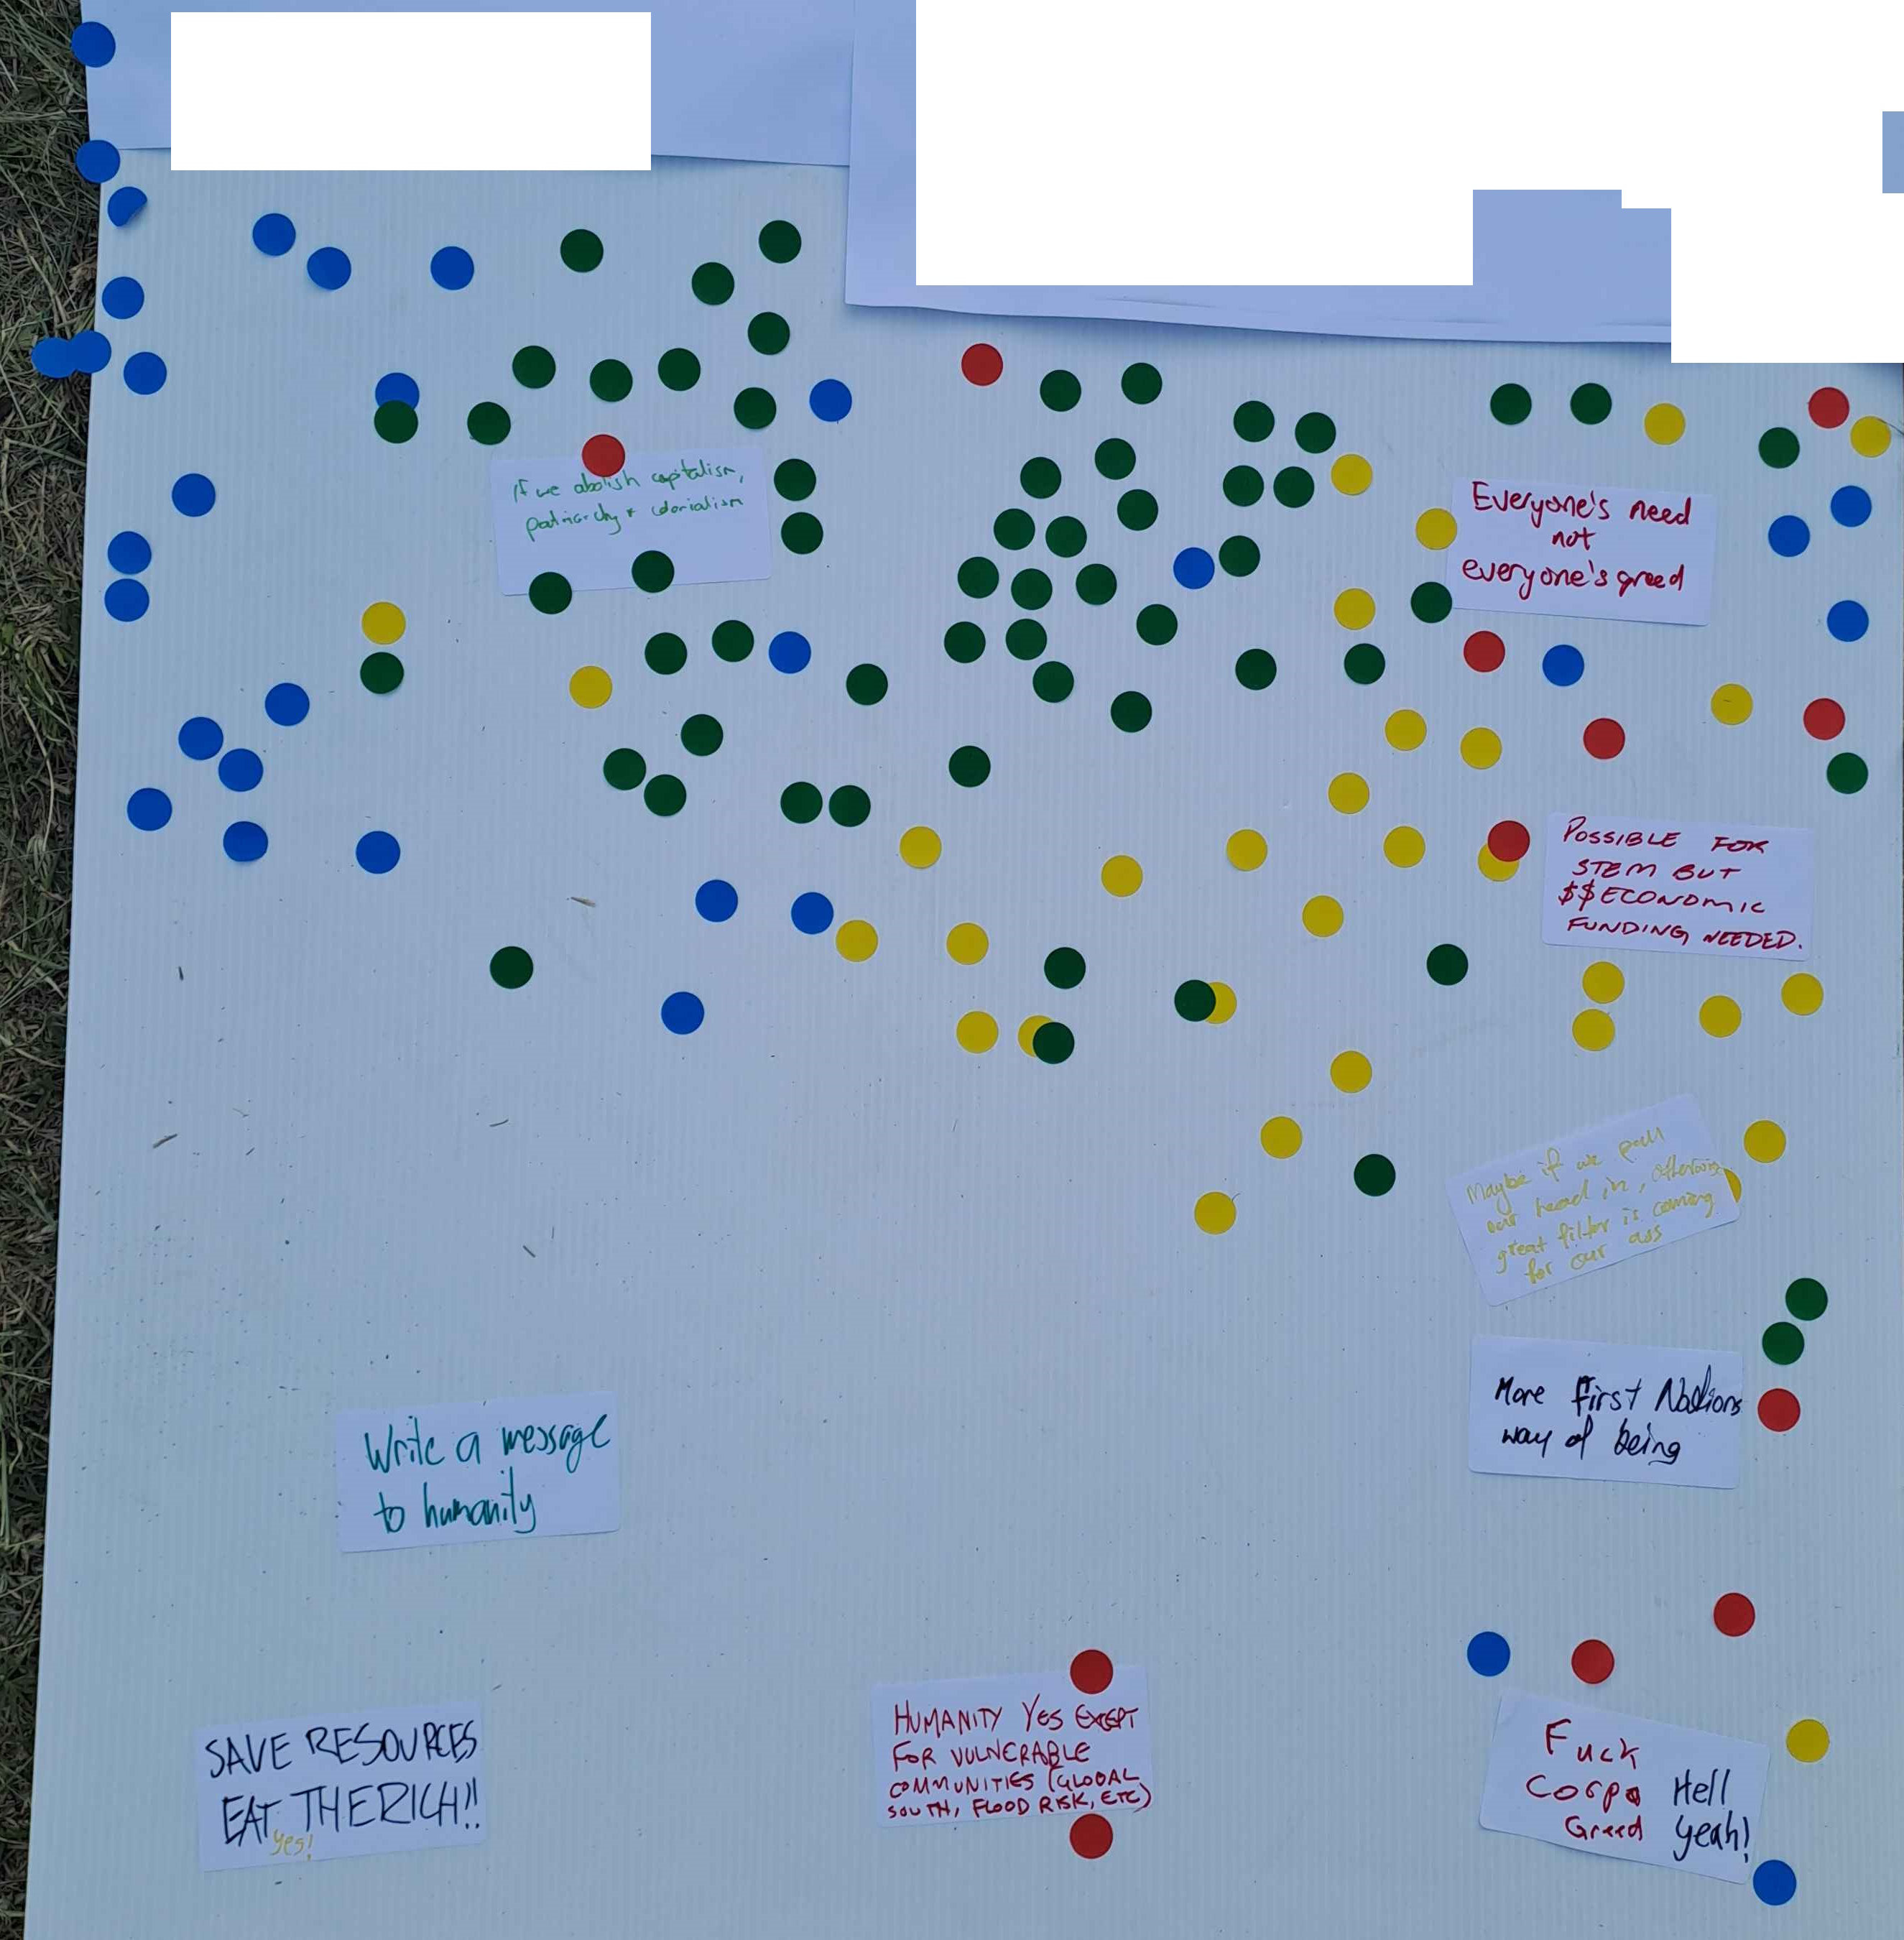 if we abolish capitalism,
patriarchy + colonialism
Everyone's need
not
everyone's greed
POSSIBLE FOR
STEM BUT
$$ECONOMIC
FUNDING NEEDED.
Maybe if we pull
our head in, otherwise
great filter is coming
for our ass
More first Nations
way of being
Write a message
to humanity
SAVE RESOURCES
EAT THE RICH!!
yes!
HUMANITY YES EXCEPT
FOR VULNERABLE
COMMUNITIES (GLOBAL
SOUTH, FLOOD RISK, ETC)
Fuck
Corpo
Greed
Hell
yeah!